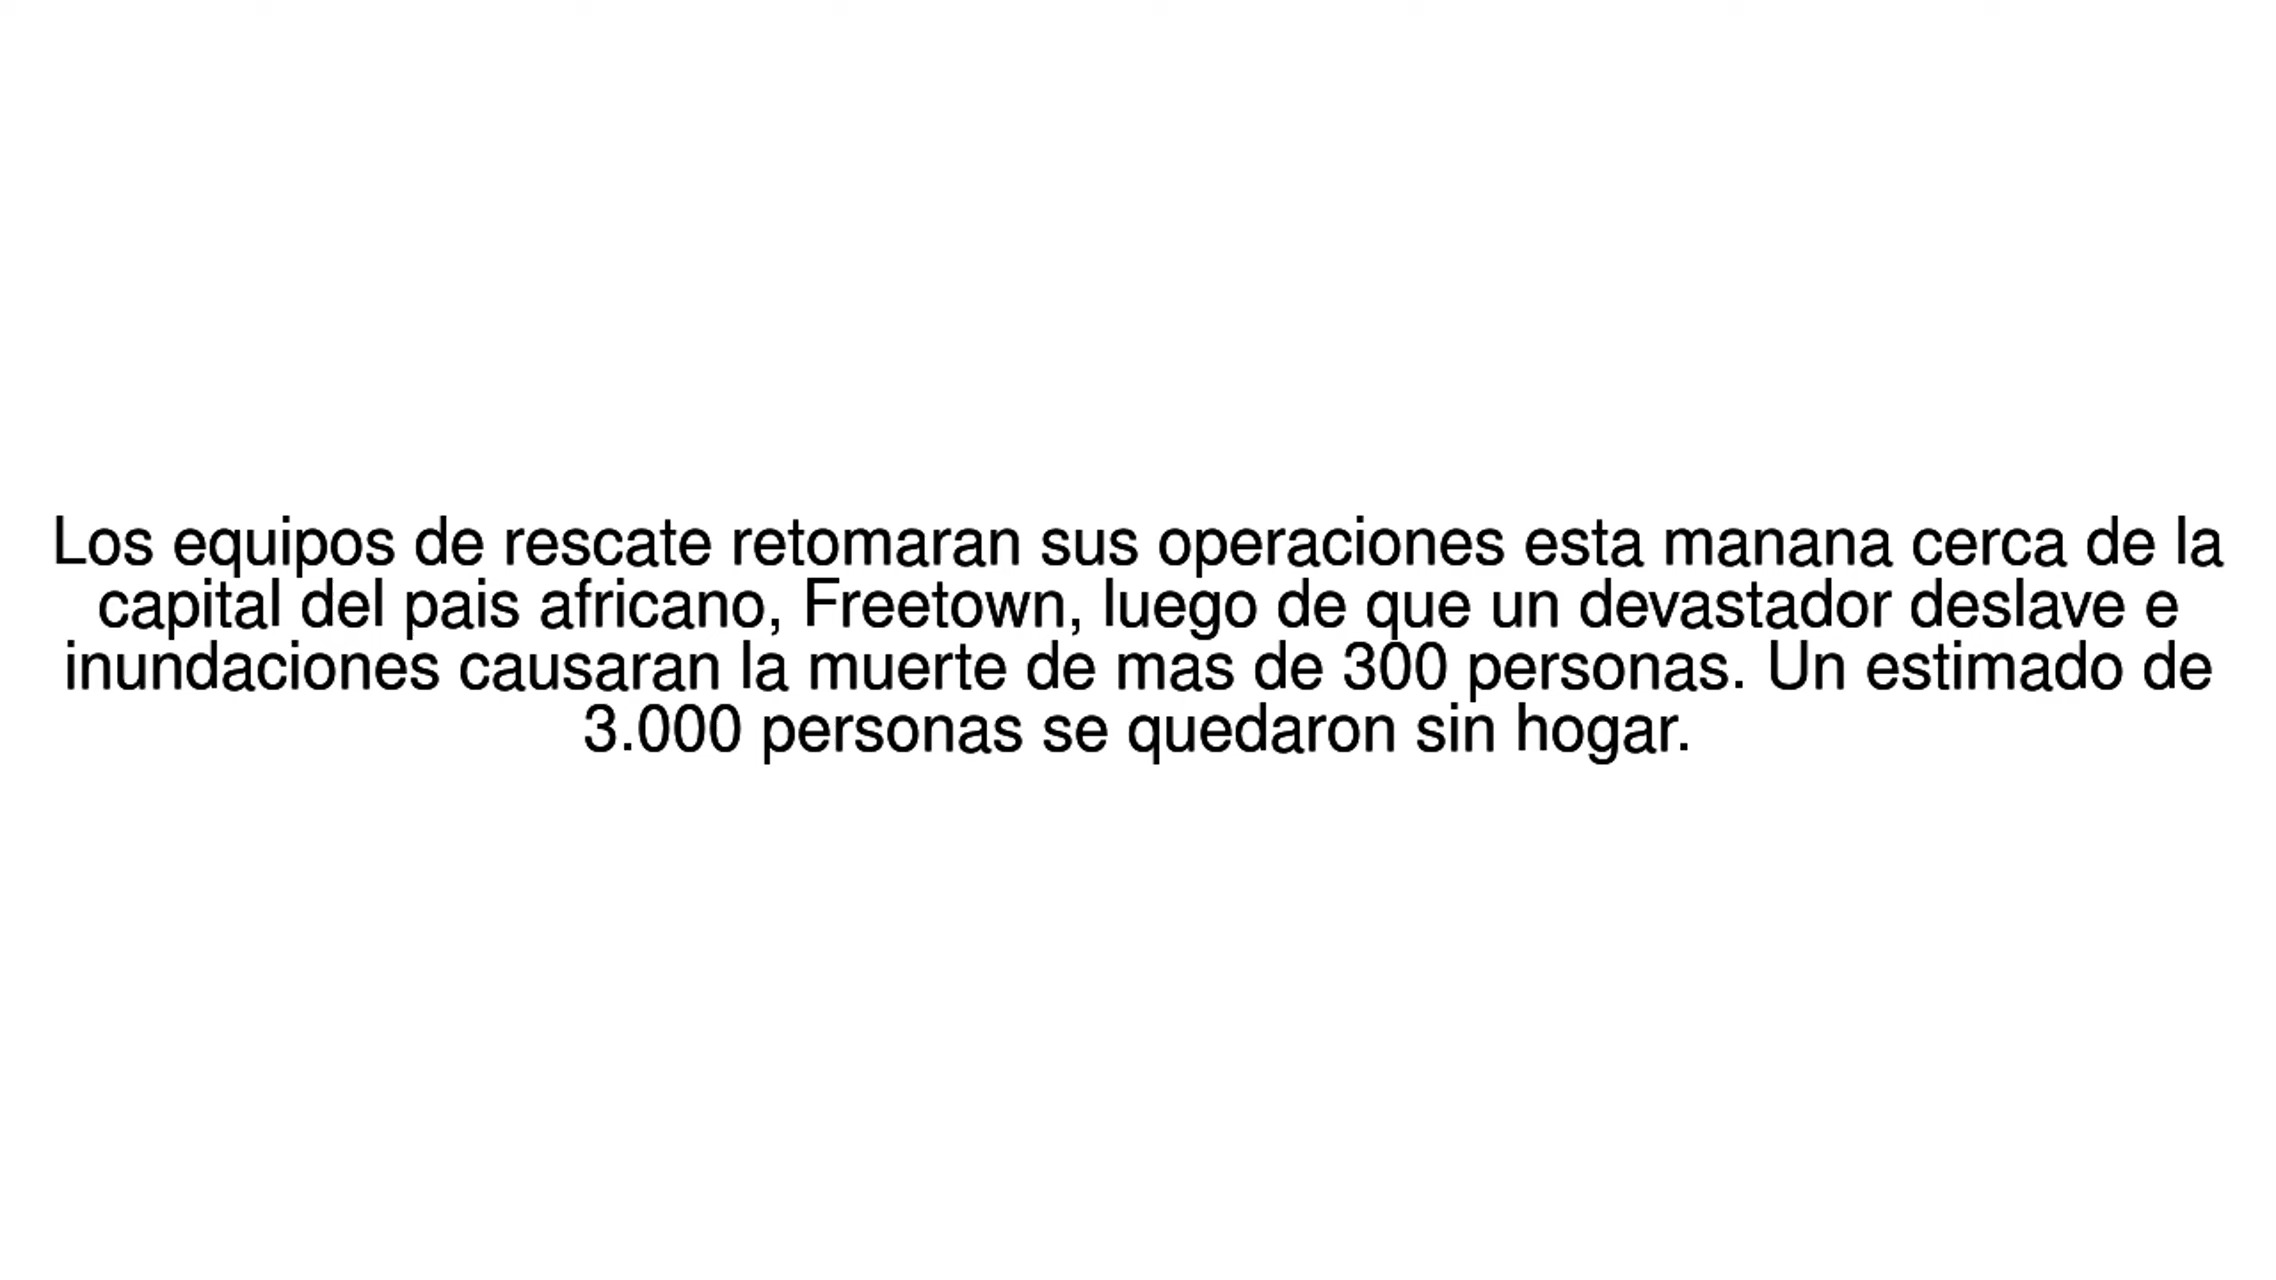 Los equipos de rescate retomaran sus operaciones esta manana cerca de la
capital del pais africano, Freetown, luego de que un devastador deslave e
inundaciones causaran la muerte de mas de 300 personas. Un estimado de
3.000 personas se quedaron sin hogar.